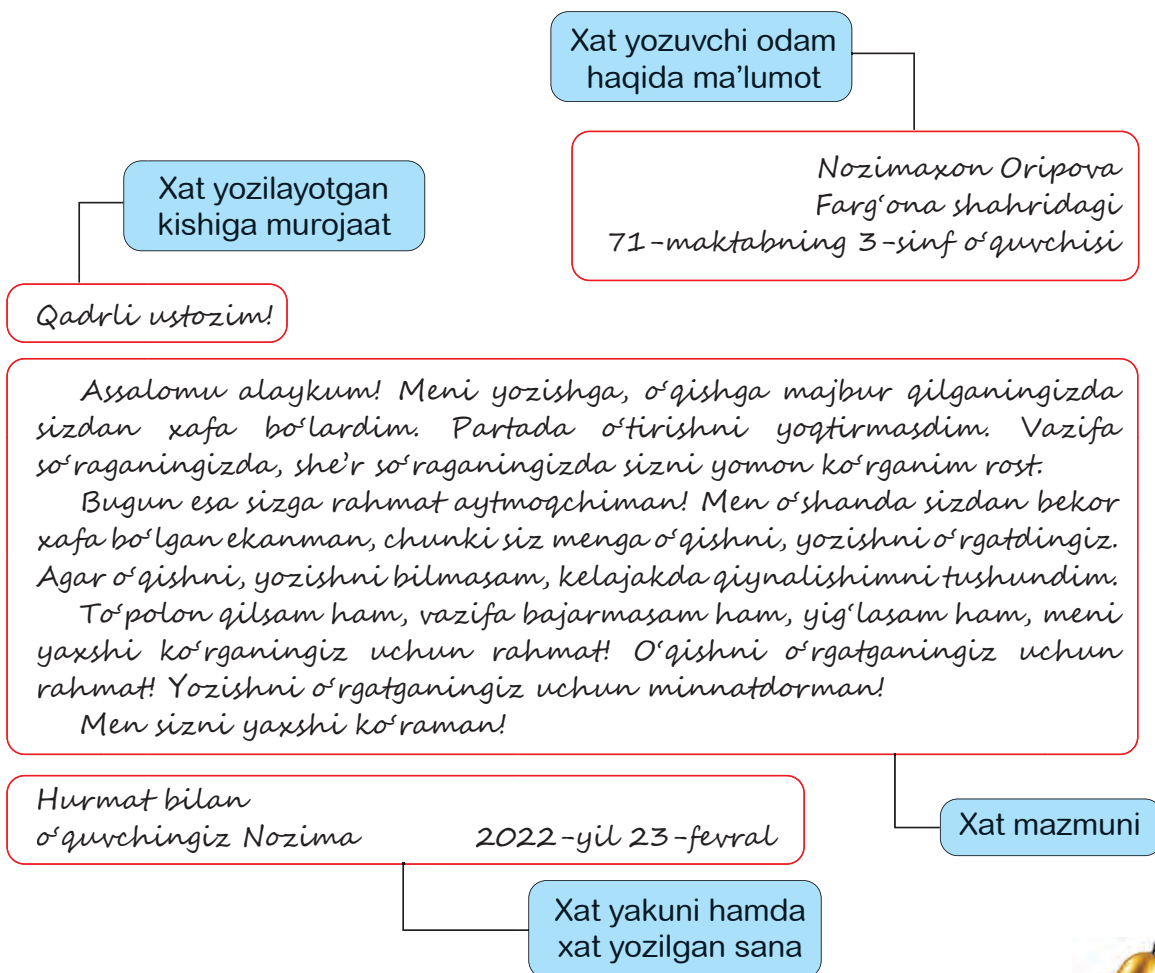 Xat yozuvchi odam
haqida ma’lumot
Nozimaxon Oripova
Farg‘ona shahridagi
71-maktabning 3-sinf o‘quvchisi
Xat yozilayotgan
kishiga murojaat
Qadrli ustozim!
Assalomu alaykum! Meni yozishga, o‘qishga majbur qilganingizda
sizdan xafa bo‘lardim. Partada o‘tirishni yoqtirmasdim. Vazifa
so‘raganingizda, she’r so‘raganingizda sizni yomon ko‘rganim rost.
Bugun esa sizga rahmat aytmoqchiman! Men o‘shanda sizdan bekor
xafa bo‘lgan ekanman, chunki siz menga o‘qishni, yozishni o‘rgatdingiz.
Agar o‘qishni, yozishni bilmasam, kelajakda qiynalishimni tushundim.
To‘polon qilsam ham, vazifa bajarmasam ham, yig‘lasam ham, meni
yaxshi ko‘rganingiz uchun rahmat! O‘qishni o‘rgatganingiz uchun
rahmat! Yozishni o‘rgatganingiz uchun minnatdorman!
Men sizni yaxshi ko‘raman!
Hurmat bilan
o‘quvchingiz Nozima 2022-yil 23-fevral
Xat mazmuni
Xat yakuni hamda
xat yozilgan sana